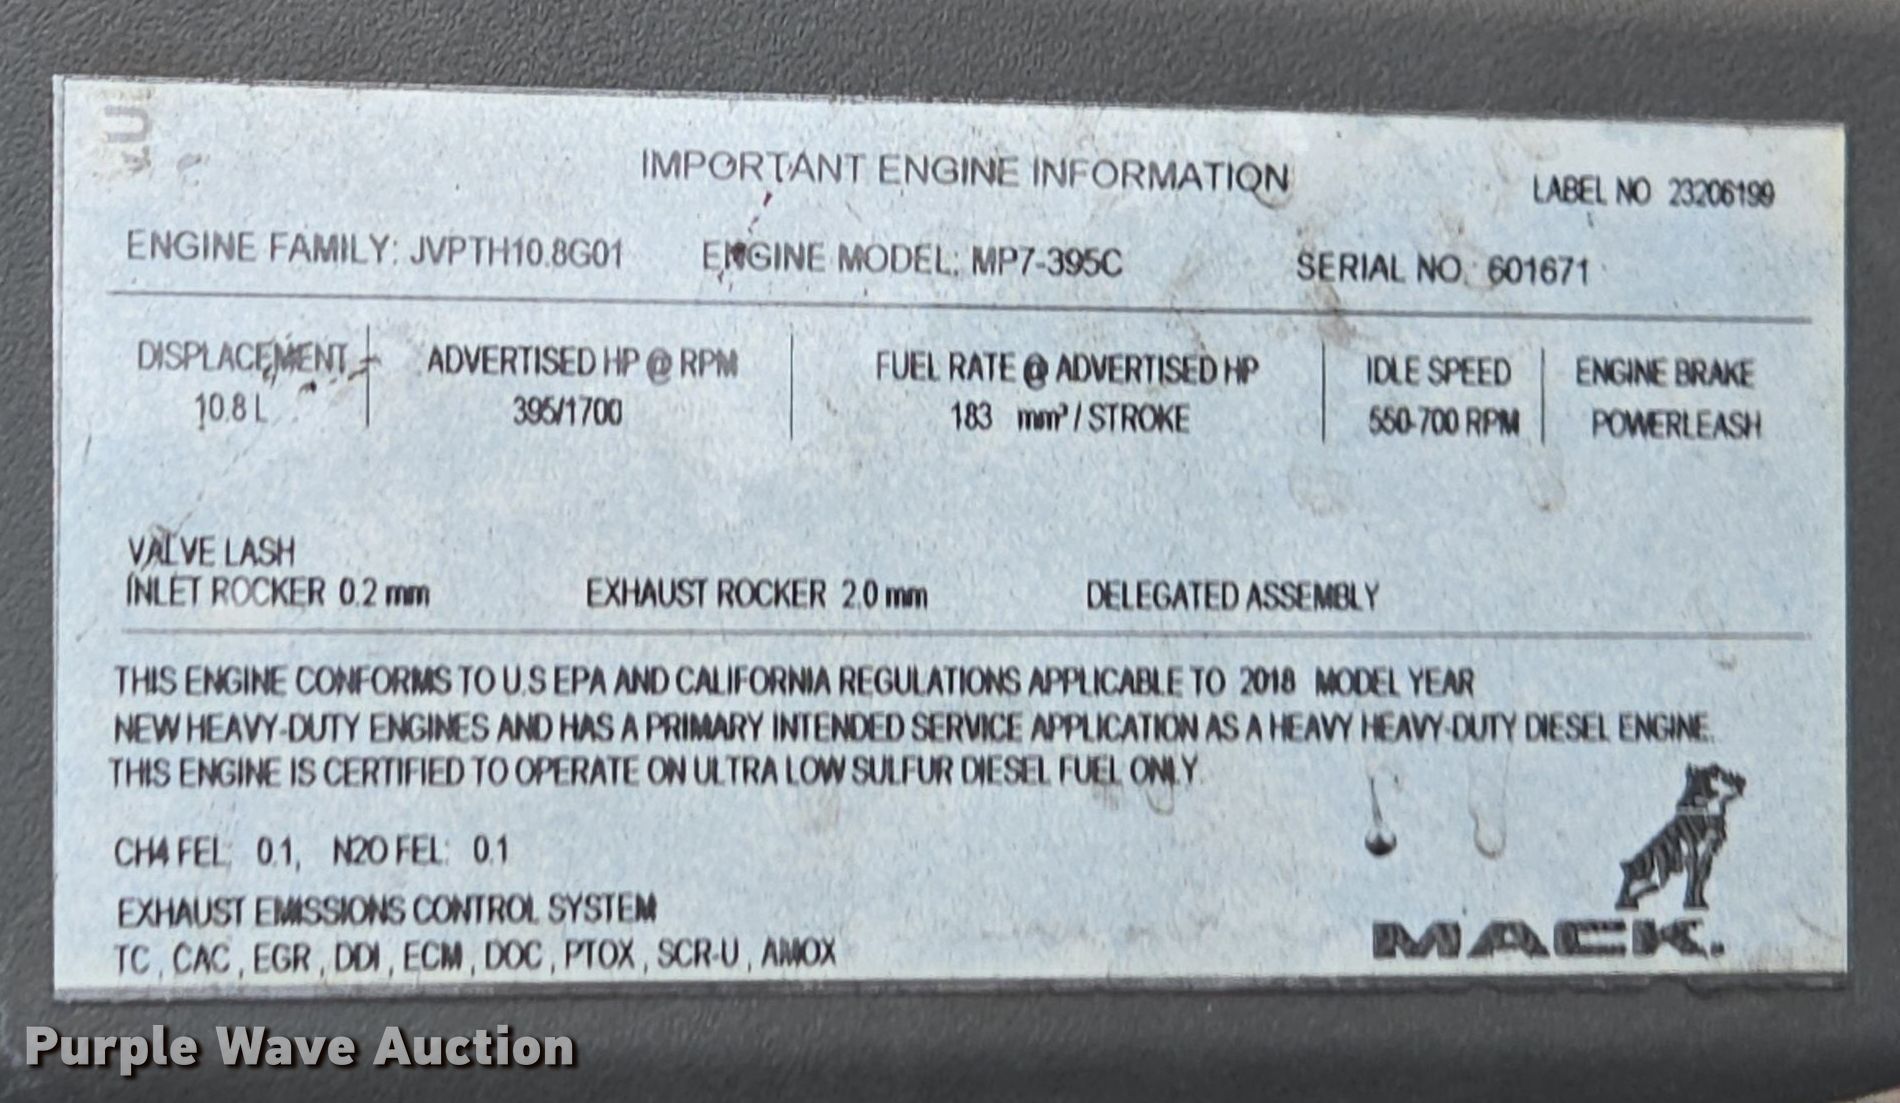 IMPORTANT ENGINE INFORMATION
LABEL NO 23206199
ENGINE FAMILY: JVPTH10.8G01 ENGINE MODEL: MP7-395C SERIAL NO. 601671
DISPLACEMENT ADVERTISED HP @ RPM FUEL RATE @ ADVERTISED HP IDLE SPEED ENGINE BRAKE
10.8 L 395/1700 183 mm³ / STROKE 550-700 RPM POWERLEASH
VALVE LASH
INLET ROCKER 0.2 mm EXHAUST ROCKER 2.0 mm DELEGATED ASSEMBLY
THIS ENGINE CONFORMS TO U.S EPA AND CALIFORNIA REGULATIONS APPLICABLE TO 2018 MODEL YEAR
NEW HEAVY-DUTY ENGINES AND HAS A PRIMARY INTENDED SERVICE APPLICATION AS A HEAVY HEAVY-DUTY DIESEL ENGINE.
THIS ENGINE IS CERTIFIED TO OPERATE ON ULTRA LOW SULFUR DIESEL FUEL ONLY.
CH4 FEL: 0.1, N2O FEL: 0.1
EXHAUST EMISSIONS CONTROL SYSTEM
TC, CAC, EGR, DDI, ECM, DOC, PTOX, SCR-U, AMOX
MACK.
Purple Wave Auction